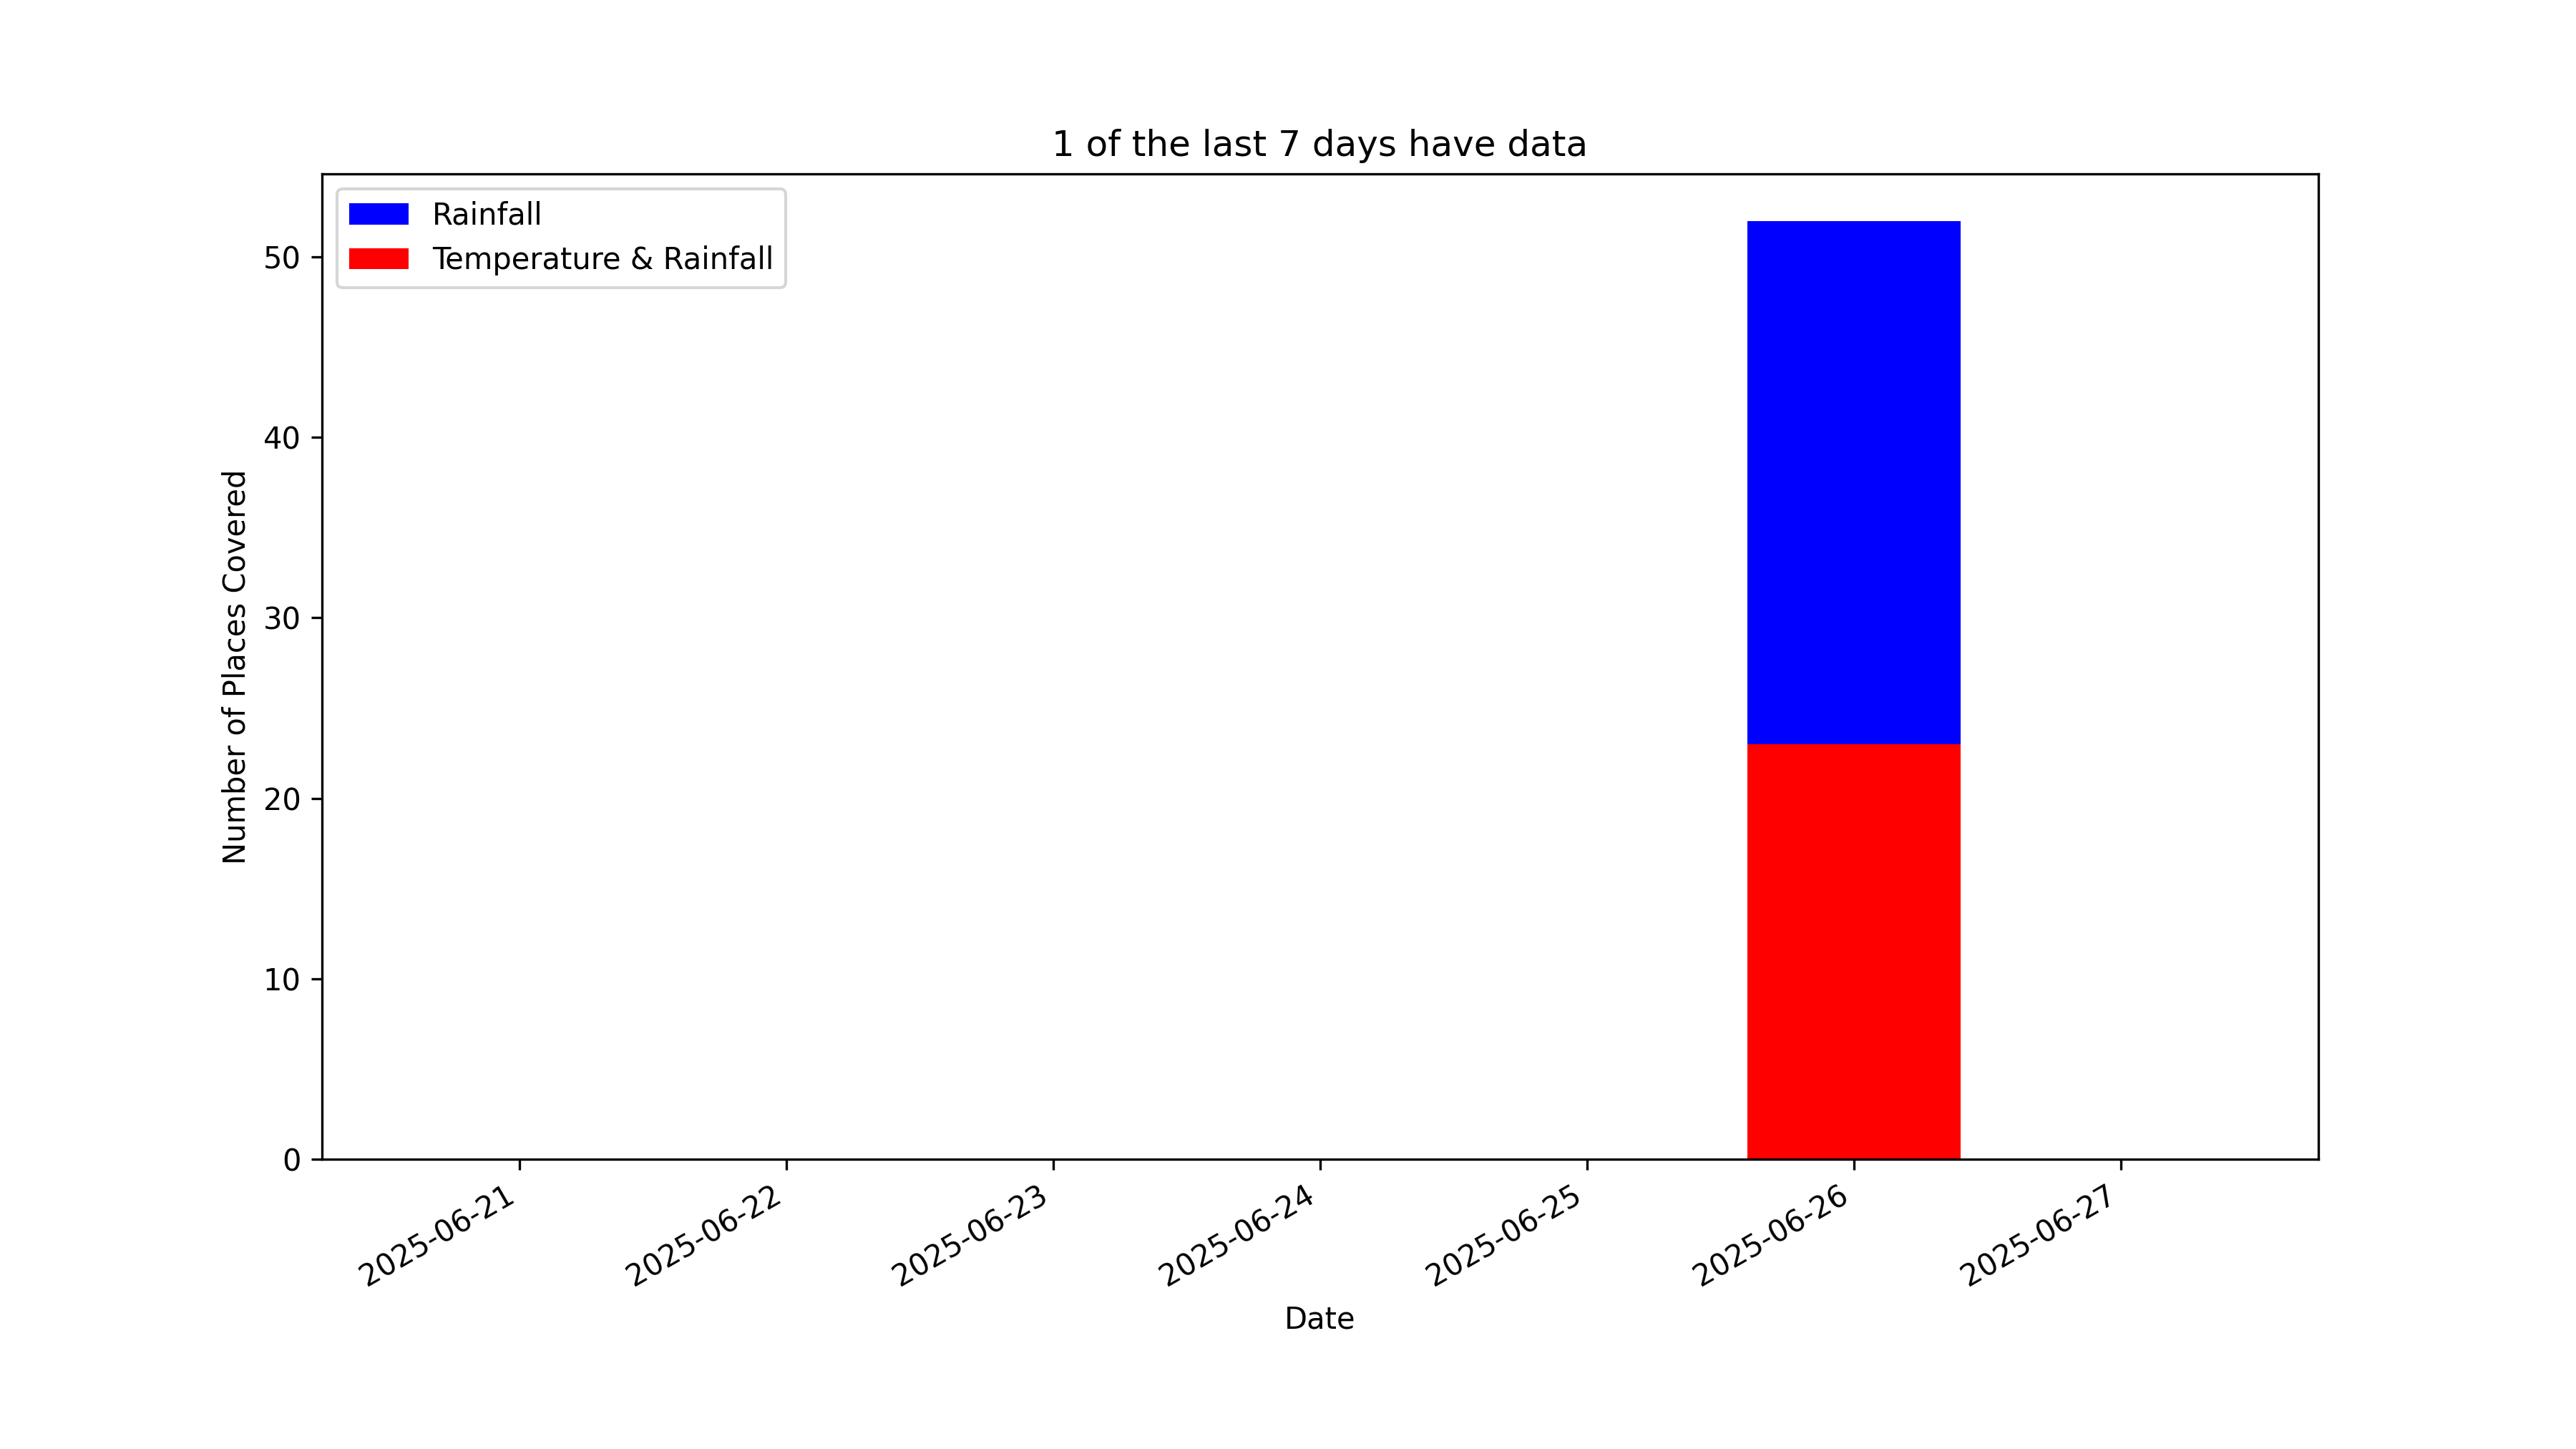 1 of the last 7 days have data
Rainfall
Temperature & Rainfall
Number of Places Covered
50
40
30
20
10
0
2025-06-21
2025-06-22
2025-06-23
2025-06-24
2025-06-25
2025-06-26
2025-06-27
Date